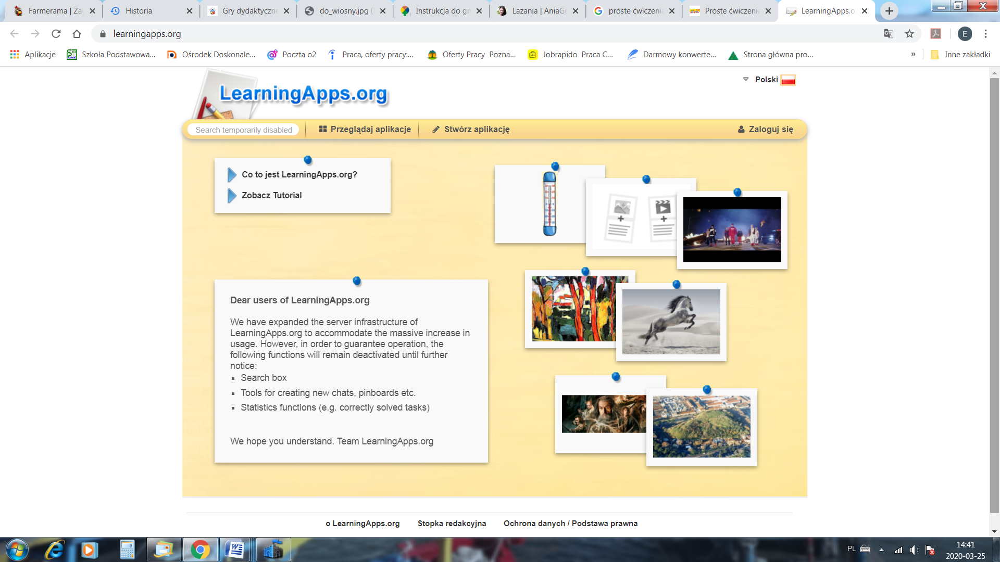 Farmerama | Za
Historia
Gry dydaktyczne
do_wiosny.jpg (
Instrukcja do gr
Lazania | AniaG
proste ćwiczenia
Proste ćwiczenia
LearningApps.o
learningapps.org
E
Aplikacje
Szkoła Podstawowa...
Ośrodek Doskonale...
Poczta o2
Praca, oferty pracy:...
Oferty Pracy Pozna...
Jobrapido Praca C...
Darmowy konwerte...
Strona główna pro...
»
Inne zakładki
LearningApps.org
Polski
Search temporarily disabled
Przeglądaj aplikacje
Stwórz aplikację
Zaloguj się
Co to jest LearningApps.org?
Zobacz Tutorial
Dear users of LearningApps.org
We have expanded the server infrastructure of
LearningApps.org to accommodate the massive increase in
usage. However, in order to guarantee operation, the
following functions will remain deactivated until further
notice:
Search box
Tools for creating new chats, pinboards etc.
Statistics functions (e.g. correctly solved tasks)
We hope you understand. Team LearningApps.org
o LearningApps.org
Stopka redakcyjna
Ochrona danych / Podstawa prawna
PL
14:41
2020-03-25